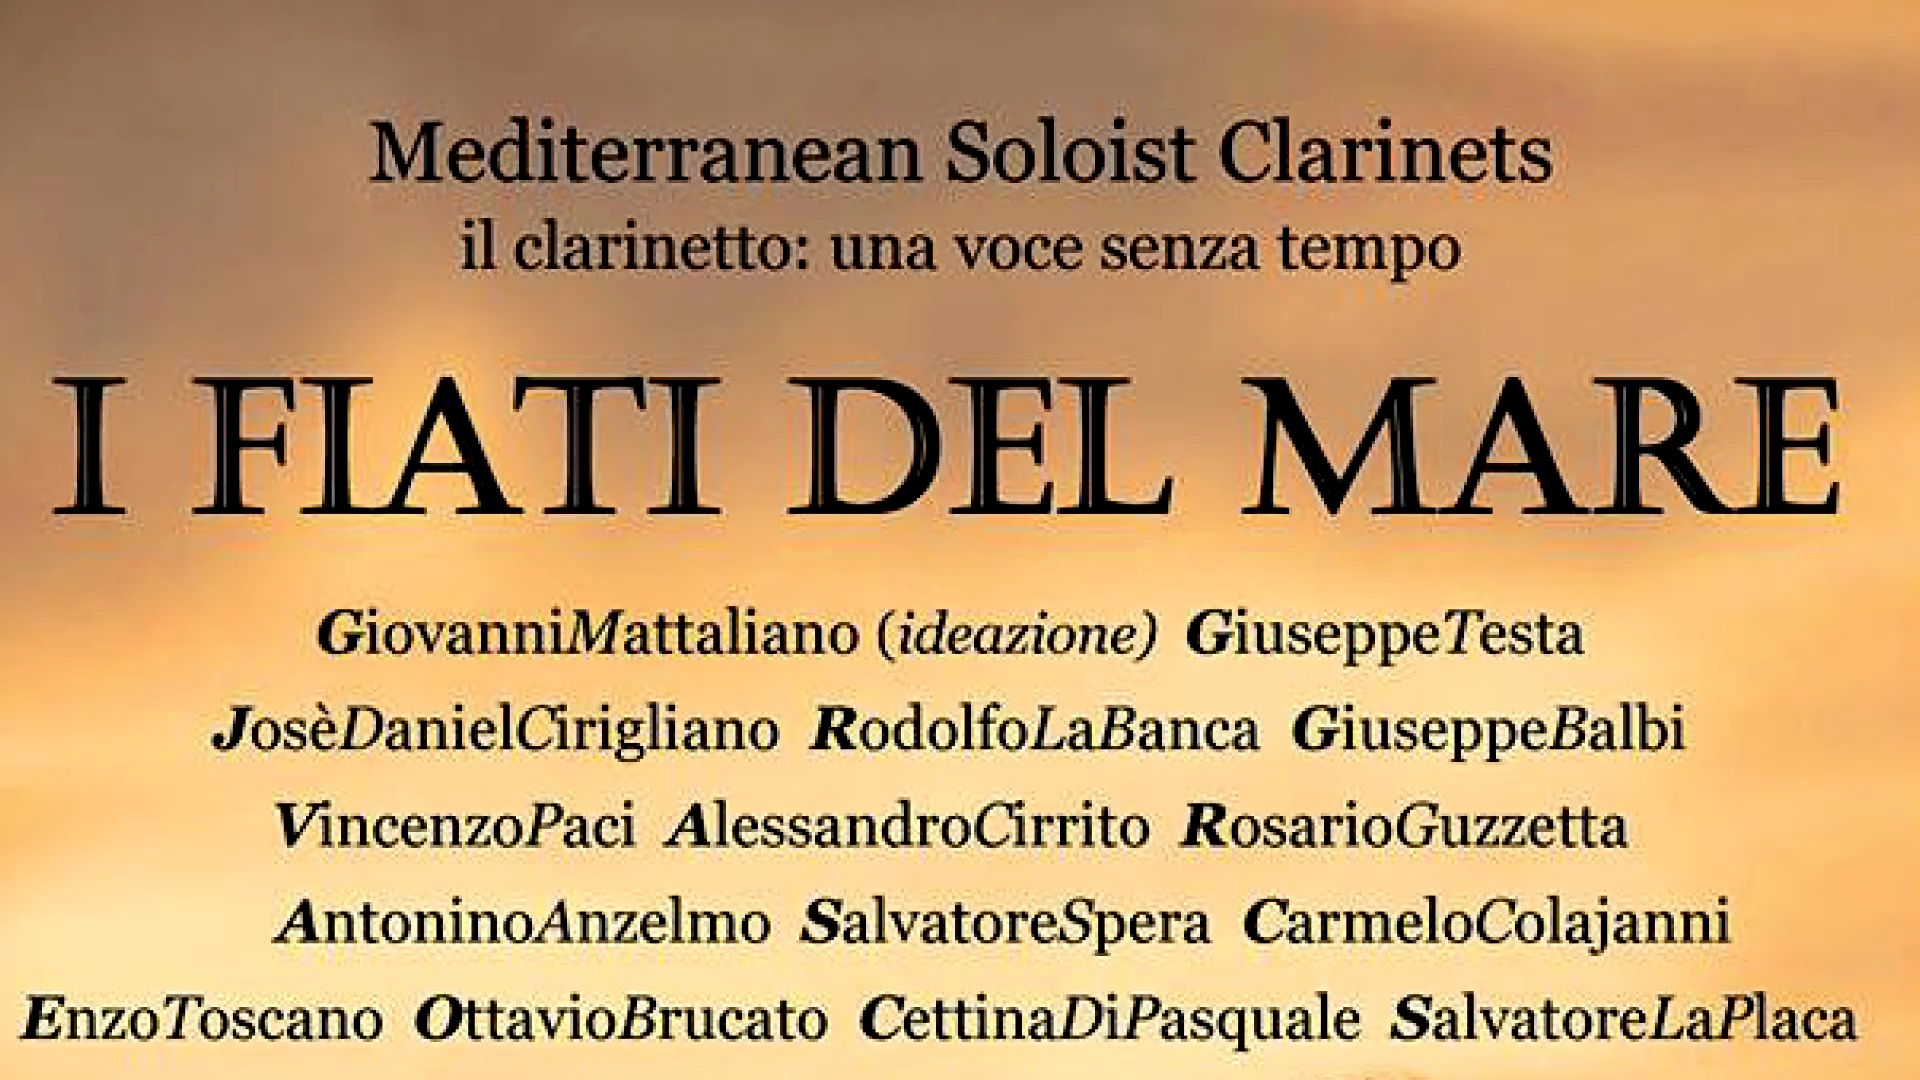 Mediterranean Soloist Clarinets
il clarinetto: una voce senza tempo
I FIATI DEL MARE
GiovanniMattaliano (ideazione) GiuseppeTesta
JosèDanielCirigliano RodolfoLaBanca GiuseppeBalbi
VincenzoPaci AlessandroCirrito RosarioGuzzetta
AntoninoAnzelmo SalvatoreSpera CarmeloColajanni
EnzoToscano OttavioBrucato CettinaDiPasquale SalvatoreLaPlaca